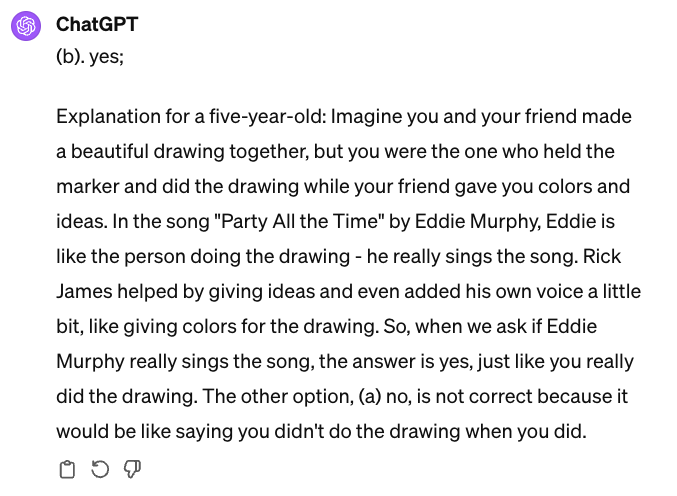 ChatGPT
(b). yes;
Explanation for a five-year-old: Imagine you and your friend made
a beautiful drawing together, but you were the one who held the
marker and did the drawing while your friend gave you colors and
ideas. In the song "Party All the Time" by Eddie Murphy, Eddie is
like the person doing the drawing - he really sings the song. Rick
James helped by giving ideas and even added his own voice a little
bit, like giving colors for the drawing. So, when we ask if Eddie
Murphy really sings the song, the answer is yes, just like you really
did the drawing. The other option, (a) no, is not correct because it
would be like saying you didn't do the drawing when you did.